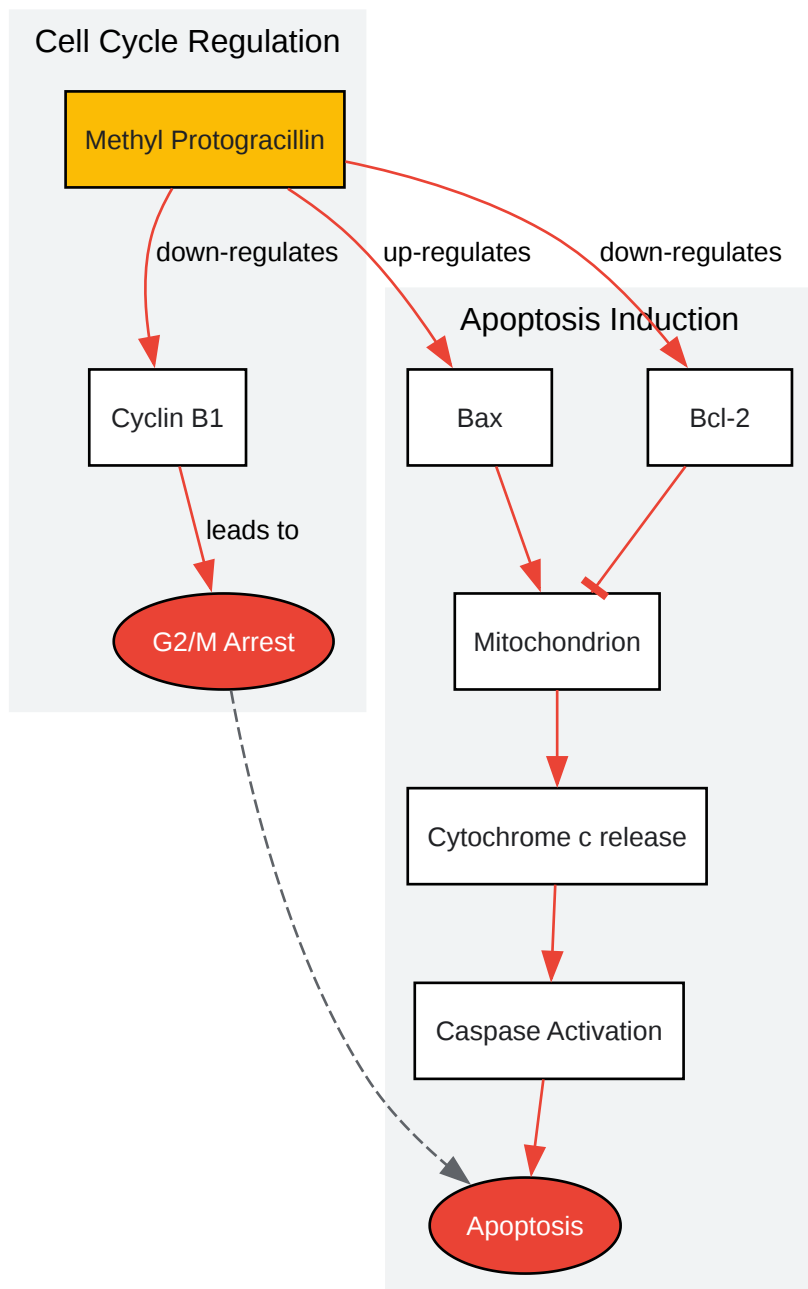 Cell Cycle Regulation
Methyl Protogracillin
down-regulates
up-regulates
down-regulates
Apoptosis Induction
Cyclin B1
Bax
Bcl-2
leads to
G2/M Arrest
Mitochondrion
Cytochrome c release
Caspase Activation
Apoptosis